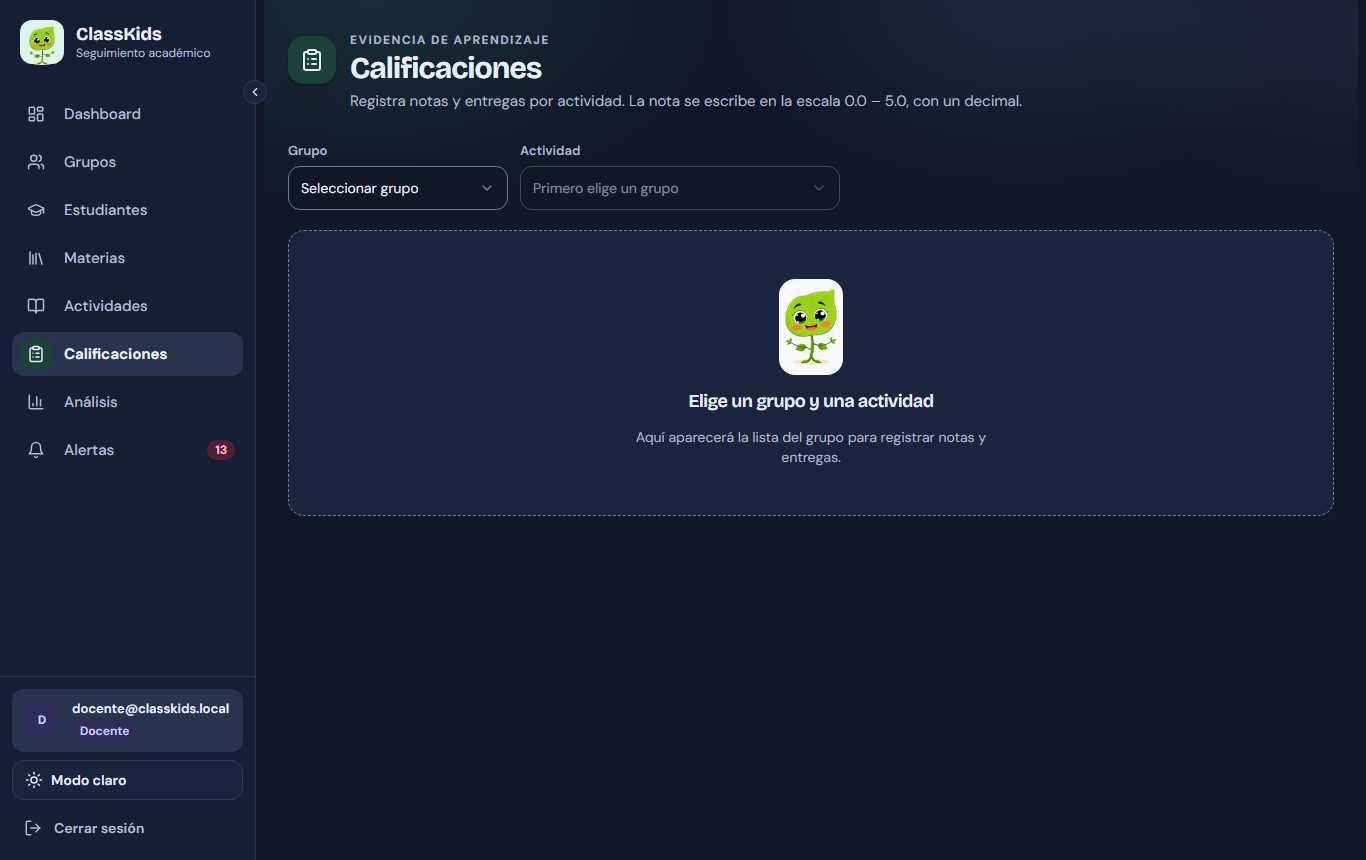 ClassKids
Seguimiento académico
Dashboard
Grupos
Estudiantes
Materias
Actividades
Calificaciones
Análisis
Alertas 13
D
docente@classkids.local
Docente
Modo claro
Cerrar sesión
EVIDENCIA DE APRENDIZAJE
Calificaciones
Registra notas y entregas por actividad. La nota se escribe en la escala 0.0 – 5.0, con un decimal.
Grupo Actividad
Seleccionar grupo Primero elige un grupo
Elige un grupo y una actividad
Aquí aparecerá la lista del grupo para registrar notas y
entregas.